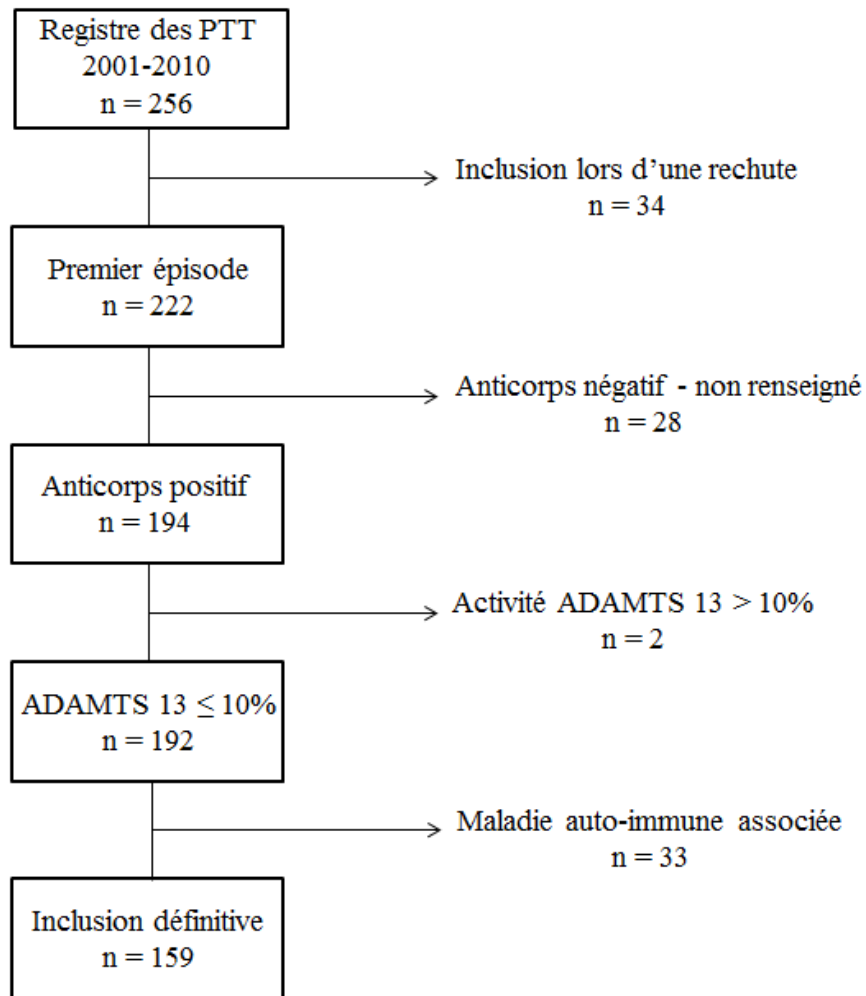 Registre des PTT
2001-2010
n = 256
Inclusion lors d'une rechute
n = 34
Premier épisode
n = 222
Anticorps négatif - non renseigné
n = 28
Anticorps positif
n = 194
Activité ADAMTS 13 > 10%
n = 2
ADAMTS 13 ≤ 10%
n = 192
Maladie auto-immune associée
n = 33
Inclusion définitive
n = 159